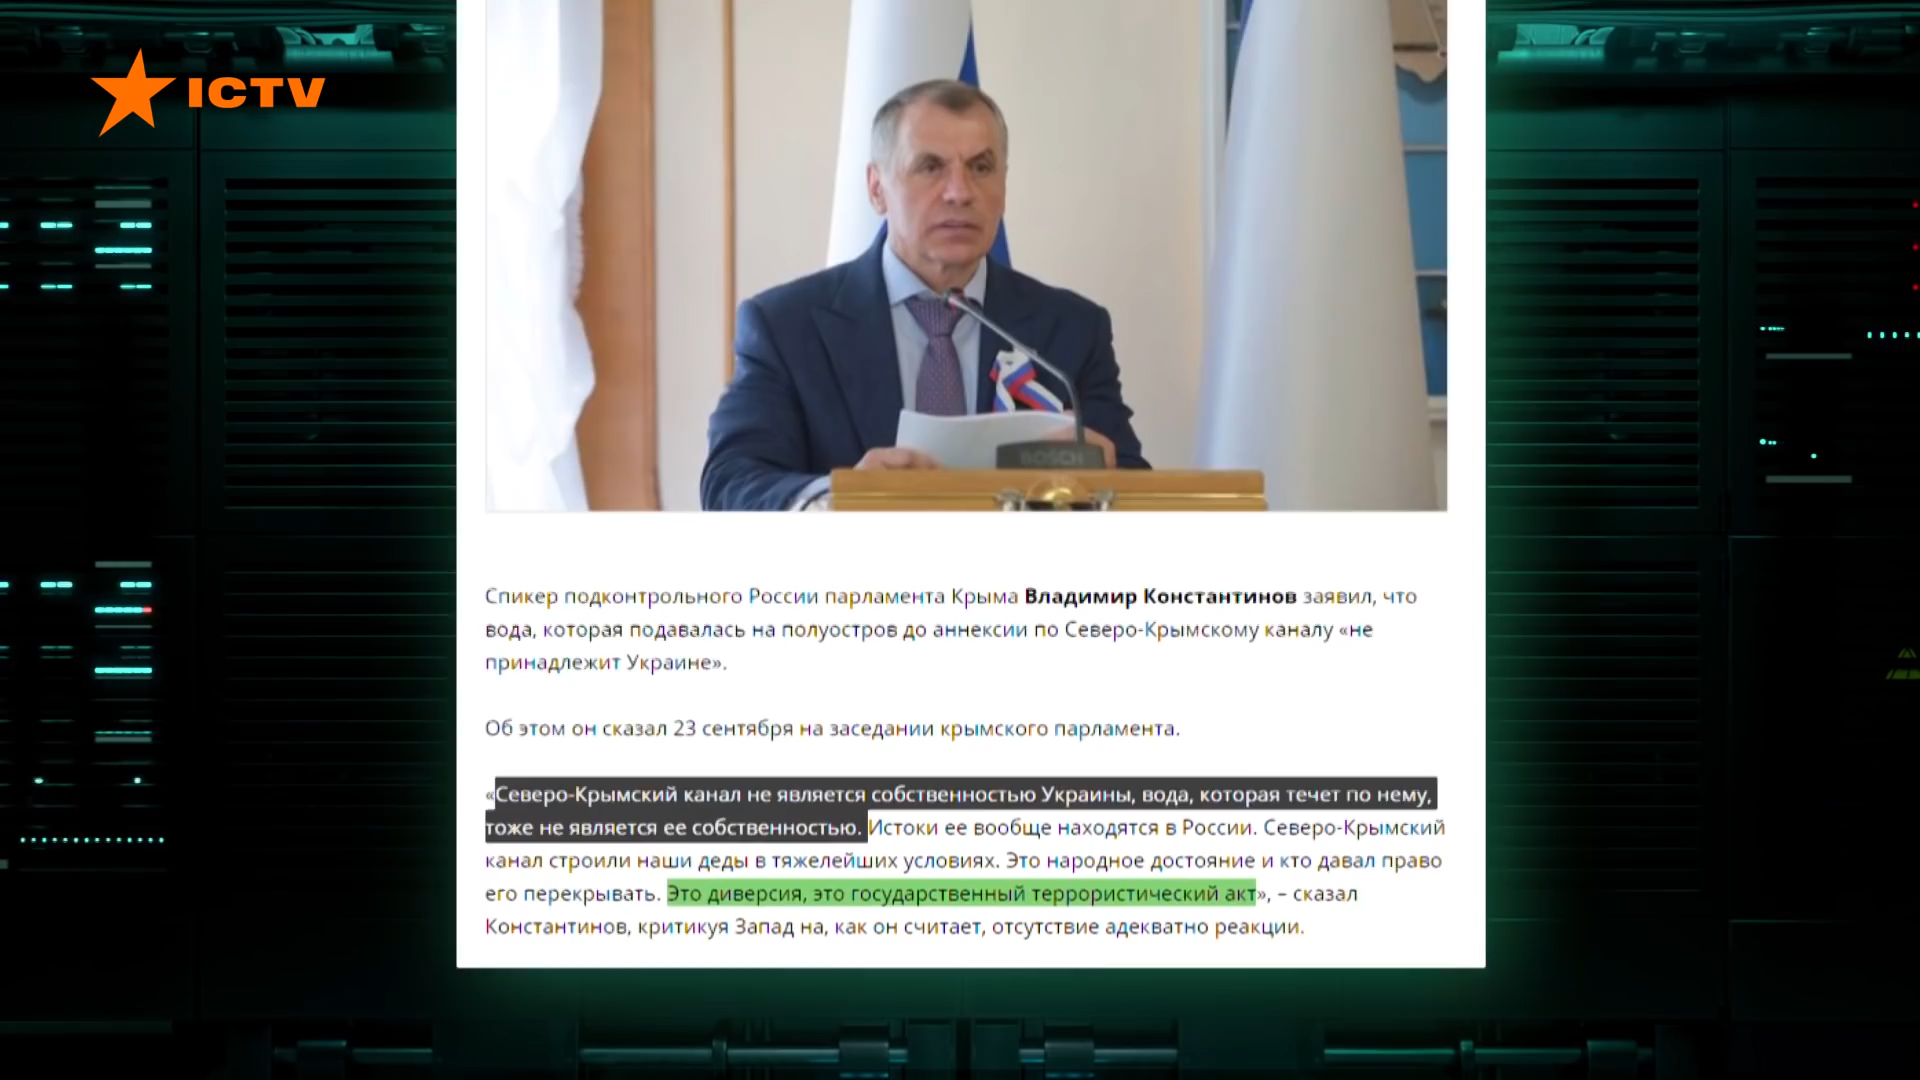 ICTV
BOSCH
Спикер подконтрольного России парламента Крыма Владимир Константинов заявил, что
вода, которая подавалась на полуостров до аннексии по Северо-Крымскому каналу «не
принадлежит Украине».
Об этом он сказал 23 сентября на заседании крымского парламента.
«Северо-Крымский канал не является собственностью Украины, вода, которая течет по нему,
тоже не является ее собственностью. Истоки ее вообще находятся в России. Северо-Крымский
канал строили наши деды в тяжелейших условиях. Это народное достояние и кто давал право
его перекрывать. Это диверсия, это государственный террористический акт», – сказал
Константинов, критикуя Запад на, как он считает, отсутствие адекватно реакции.